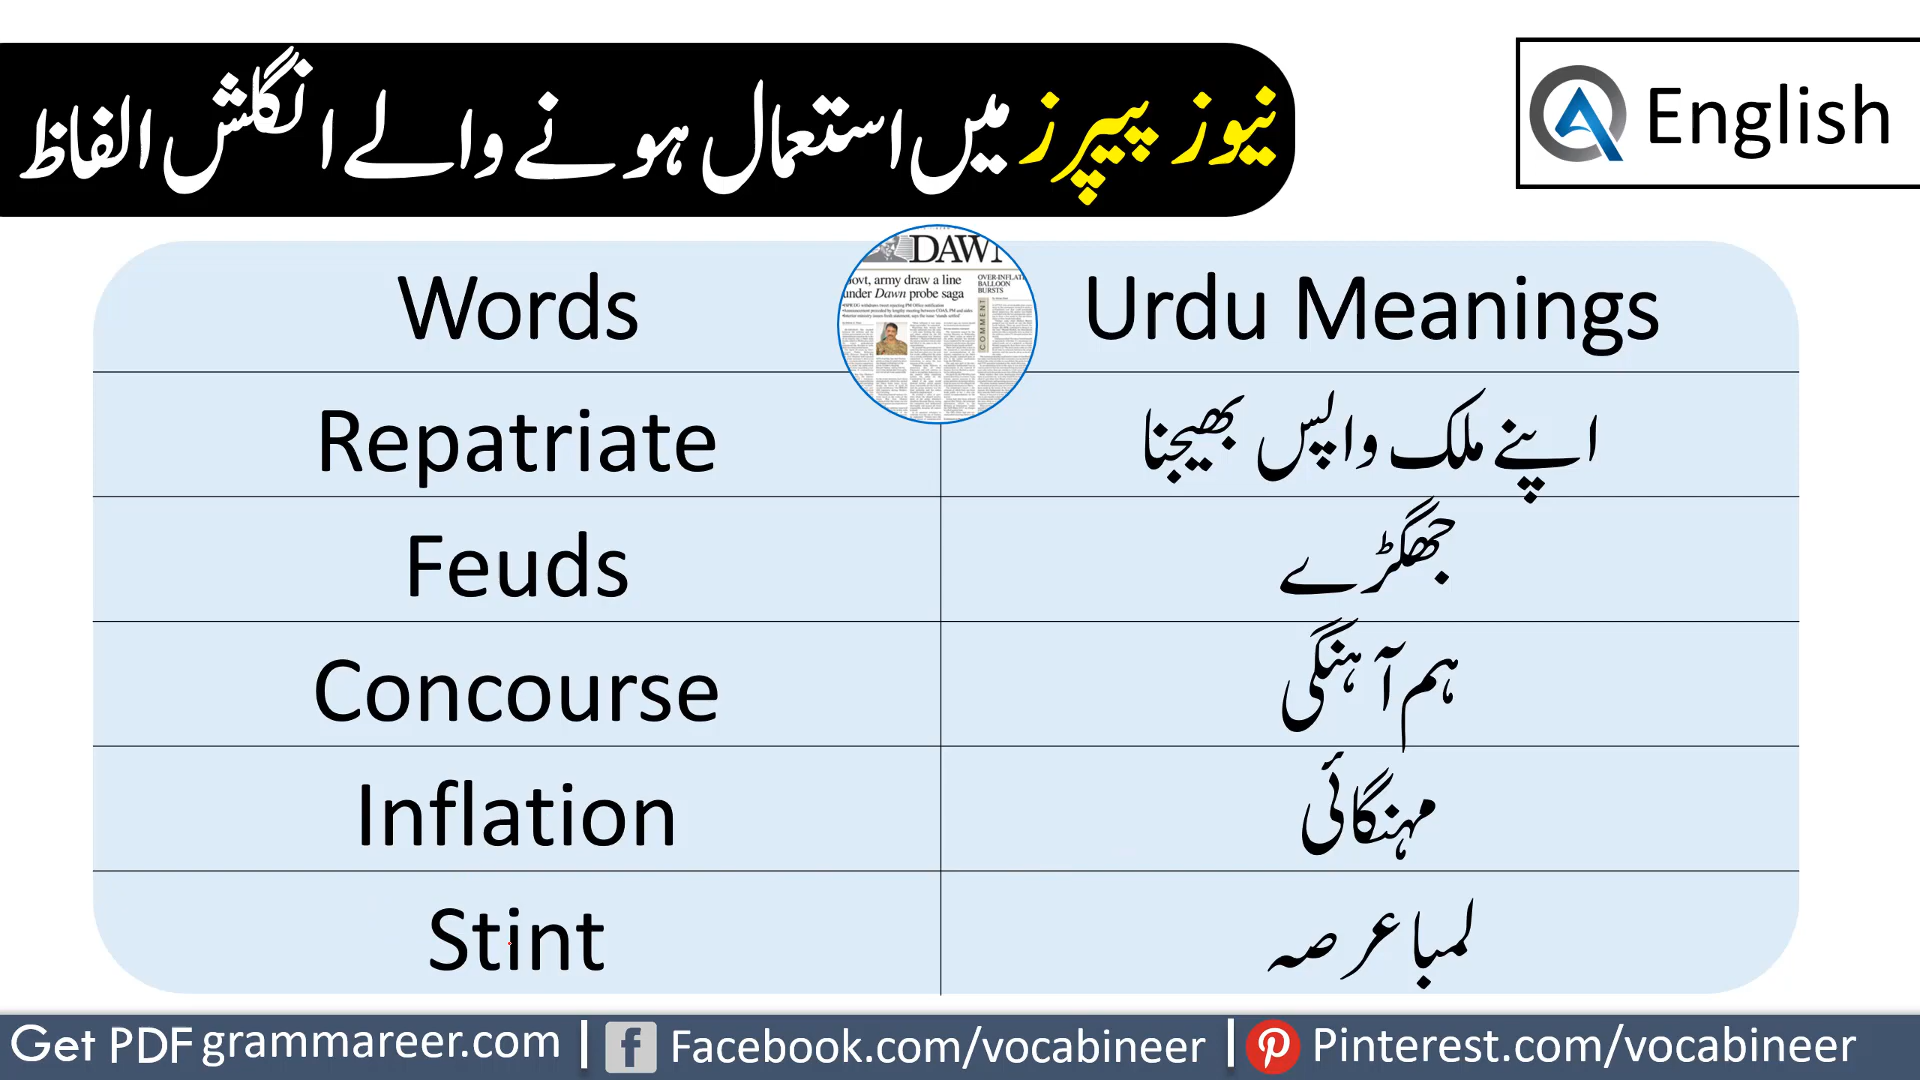 نیوز پیپرز میں استعمال ہونے والے انگلش الفاظ
English
DAWN
Govt, army draw a line
under Dawn probe saga
OVER-INFLAT
BALLOON
BURSTS
COMMENT
Words
Urdu Meanings
Repatriate
اپنے ملک واپس بھیجنا
Feuds
جھگڑے
Concourse
ہم آہنگی
Inflation
مہنگائی
Stint
لمبا عرصہ
Get PDF grammareer.com | Facebook.com/vocabineer | Pinterest.com/vocabineer